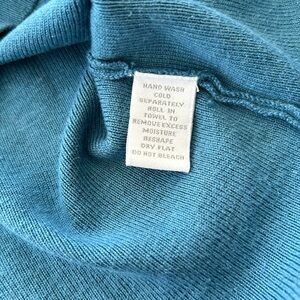 HAND WASH
COLD
SEPARATELY
ROLL IN
TOWEL TO
REMOVE EXCESS
MOISTURE
RESHAPE
DRY FLAT
DO NOT BLEACH